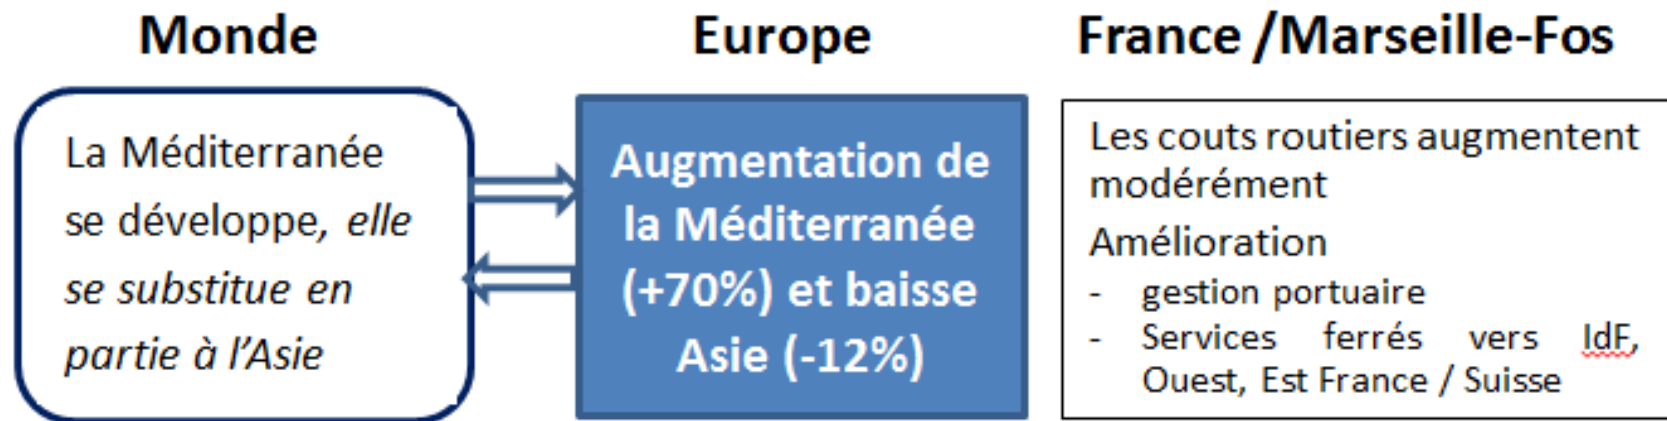 Monde
Europe
France /Marseille-Fos
La Méditerranée
se développe, elle
se substitue en
partie à l'Asie
Augmentation de
la Méditerranée
(+70%) et baisse
Asie (-12%)
Les couts routiers augmentent
modérément
Amélioration
- gestion portuaire
- Services ferrés vers IdF,
Ouest, Est France / Suisse